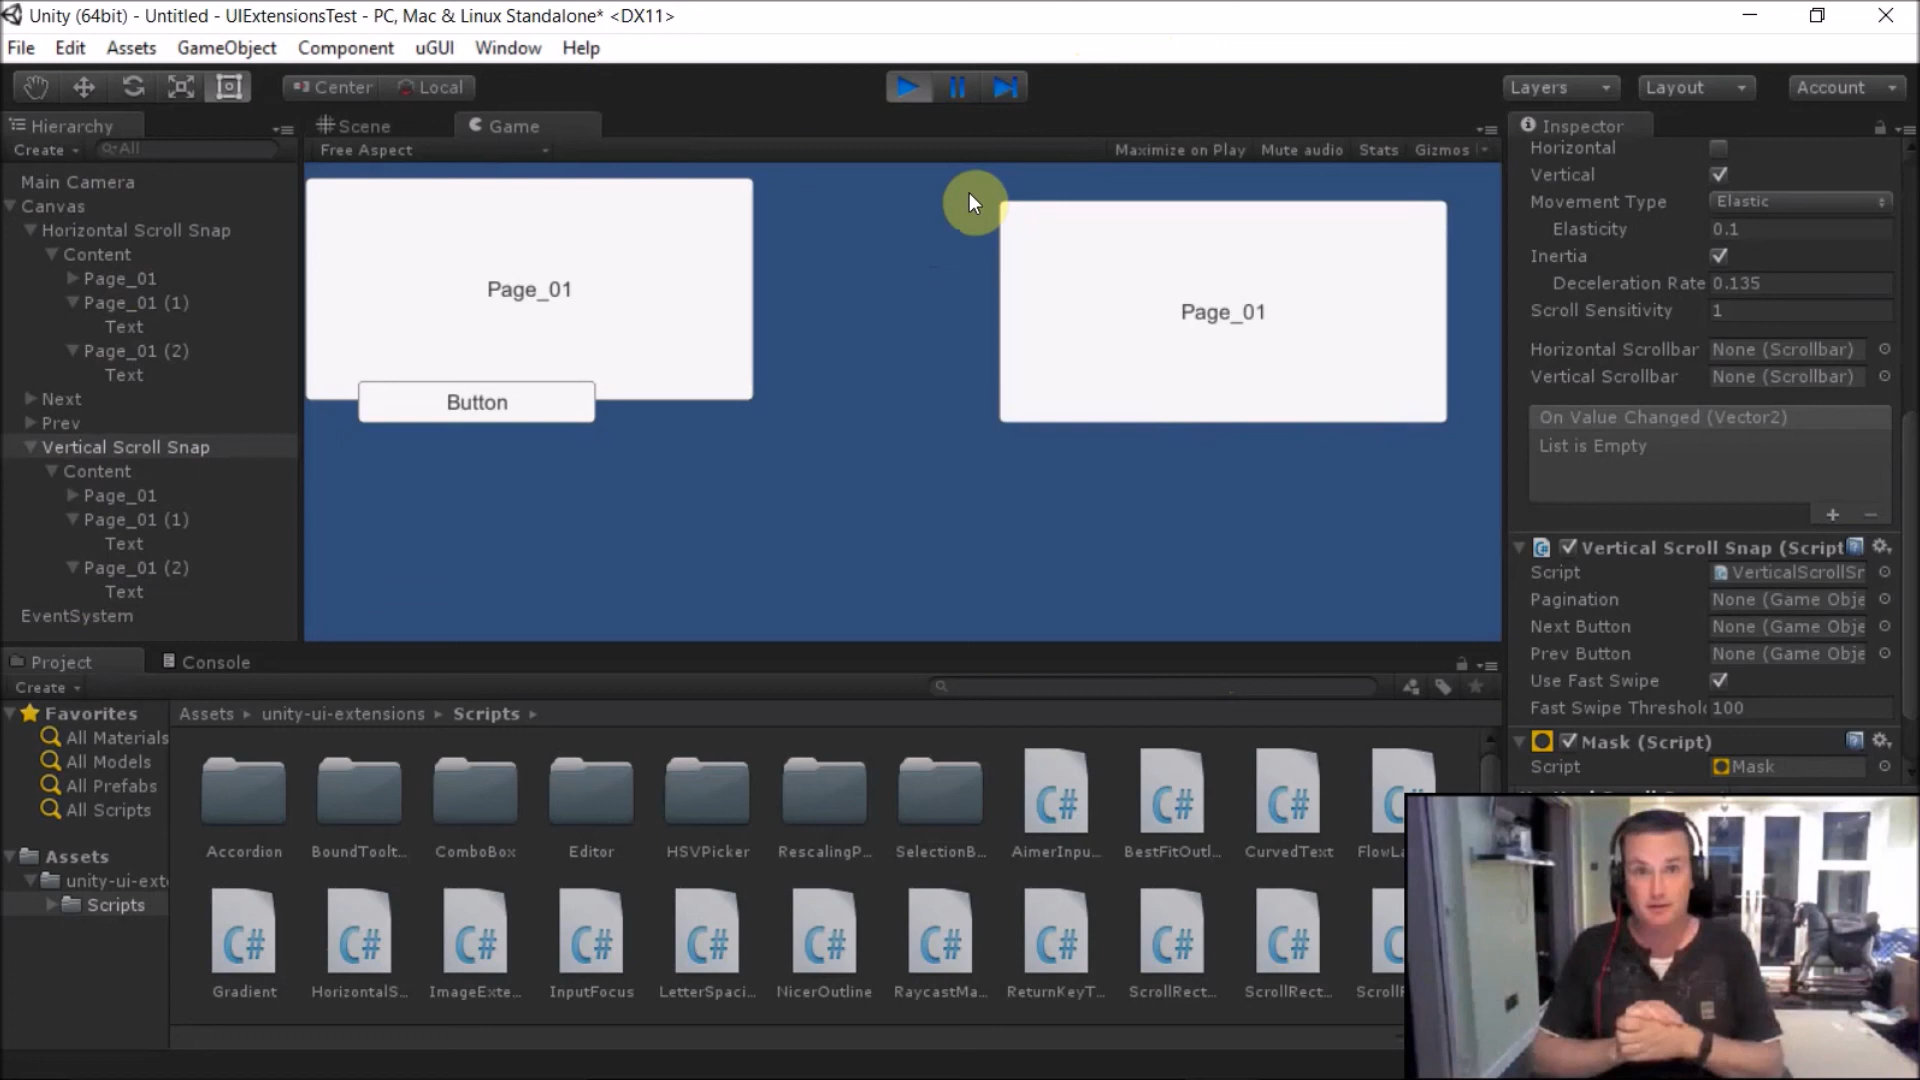 Unity (64bit) - Untitled - UIExtensionsTest - PC, Mac & Linux Standalone* <DX11>
File Edit Assets GameObject Component uGUI Window Help
Center Local Layers Layout Account
Hierarchy
Create All
Main Camera
Canvas
Horizontal Scroll Snap
Content
Page_01
Page_01 (1)
Text
Page_01 (2)
Text
Next
Prev
Vertical Scroll Snap
Content
Page_01
Page_01 (1)
Text
Page_01 (2)
Text
EventSystem
Scene Game
Free Aspect Maximize on Play Mute audio Stats Gizmos
Page_01
Button
Page_01
Inspector
Horizontal
Vertical
Movement Type Elastic
Elasticity 0.1
Inertia
Deceleration Rate 0.135
Scroll Sensitivity 1
Horizontal Scrollbar None (Scrollbar)
Vertical Scrollbar None (Scrollbar)
On Value Changed (Vector2)
List is Empty
Vertical Scroll Snap (Script
Script VerticalScrollSr
Pagination None (Game Obje
Next Button None (Game Obje
Prev Button None (Game Obje
Use Fast Swipe
Fast Swipe Threshol 100
Mask (Script)
Script Mask
Project Console
Create
Favorites
All Materials
All Models
All Prefabs
All Scripts
Assets
unity-ui-ext
Scripts
Assets unity-ui-extensions Scripts
Accordion BoundToolt... ComboBox Editor HSVPicker RescalingP... SelectionB... AimerInpu... BestFitOutl... CurvedText FlowLa
C# C# C# C#
Gradient HorizontalS... ImageExte... InputFocus LetterSpaci... NicerOutline RaycastMa... ReturnKeyT... ScrollRect... ScrollRect... Scroll
C# C# C# C# C# C# C# C# C# C# C#